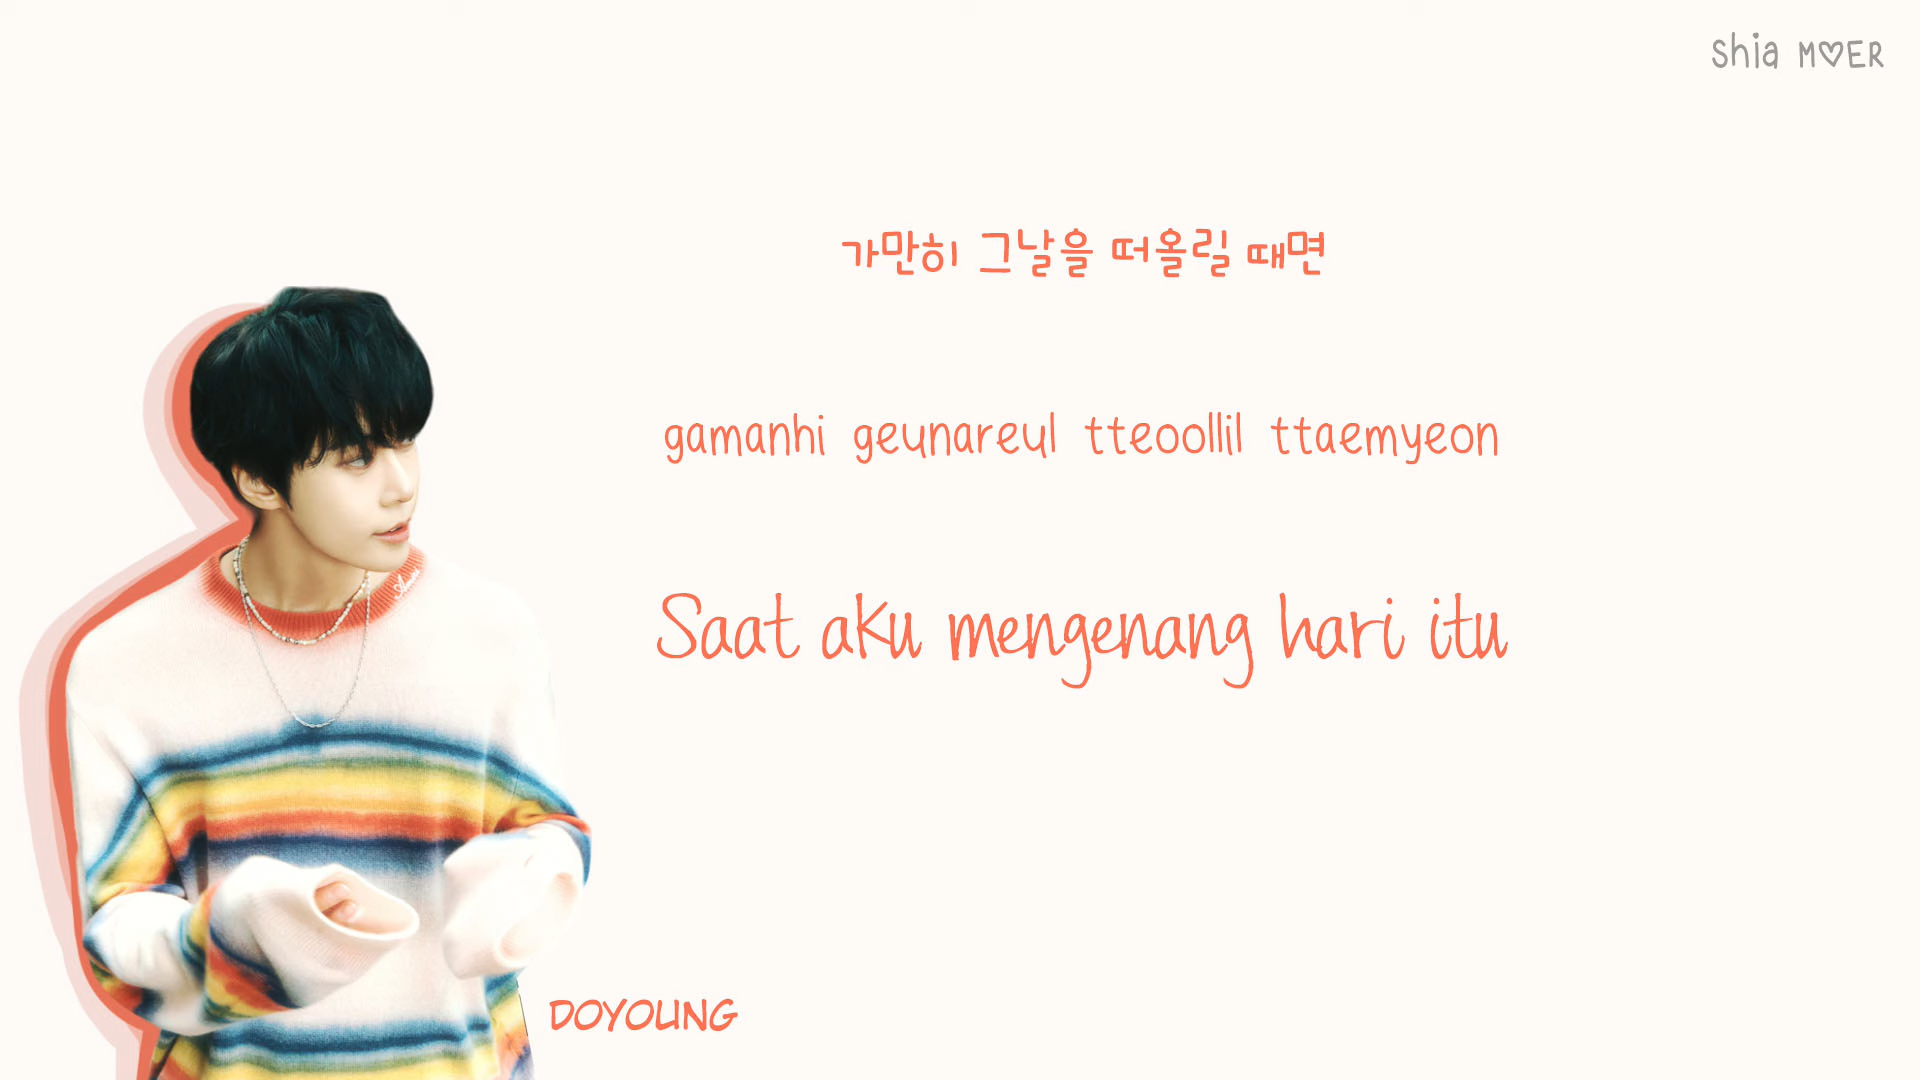 Shia M♡ER
가만히 그날을 떠올릴 때면
gamanhi geunareul tteoollil ttaemyeon
Saat aku mengenang hari itu
DOYOUNG